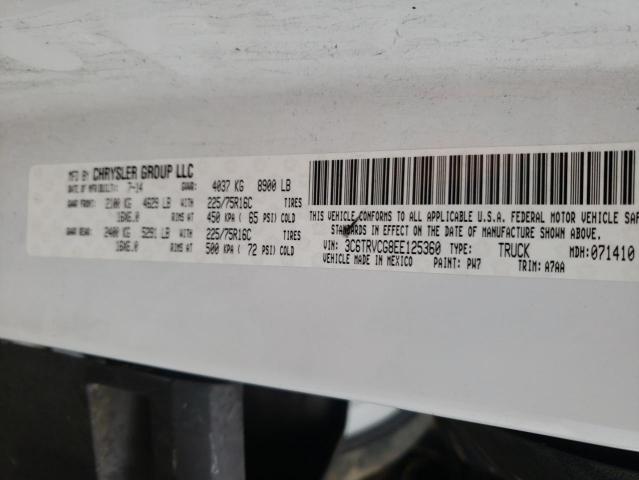 MFG BY CHRYSLER GROUP LLC
DATE OF MFR(BUILT): 7-14 GVWR: 4037 KG 8900 LB
GAWR FRONT: 2100 KG 4629 LB WITH 225/75R16C TIRES
16X6.0 RIMS AT 450 KPA ( 65 PSI) COLD
GAWR REAR: 2400 KG 5291 LB WITH 225/75R16C TIRES
16X6.0 RIMS AT 500 KPA ( 72 PSI) COLD
THIS VEHICLE CONFORMS TO ALL APPLICABLE U.S.A. FEDERAL MOTOR VEHICLE SAF
STANDARDS IN EFFECT ON THE DATE OF MANUFACTURE SHOWN ABOVE.
VIN: 3C6TRVCG8EE125360 TYPE: TRUCK MDH: 071410
VEHICLE MADE IN MEXICO PAINT: PW7 TRIM: A7AA